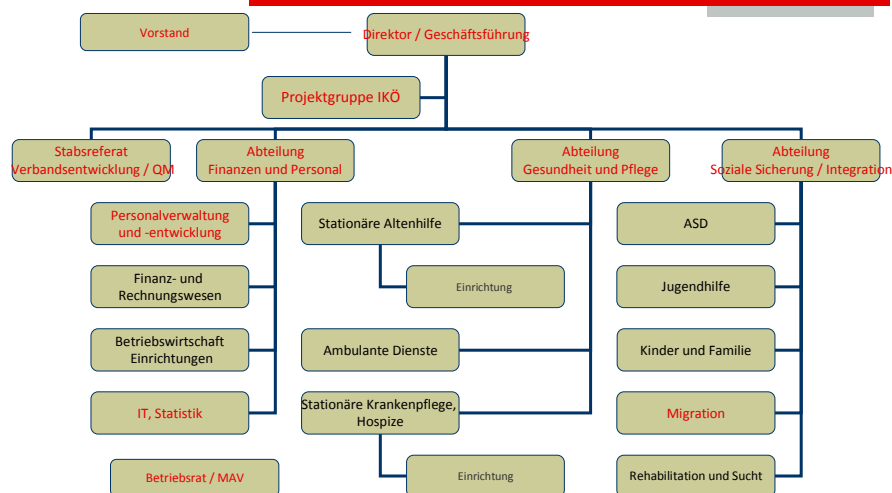 Vorstand
Direktor / Geschäftsführung
Projektgruppe IKÖ
Stabsreferat
Verbandsentwicklung / QM
Abteilung
Finanzen und Personal
Abteilung
Gesundheit und Pflege
Abteilung
Soziale Sicherung / Integration
Personalverwaltung
und -entwicklung
Finanz- und
Rechnungswesen
Betriebswirtschaft
Einrichtungen
IT, Statistik
Betriebsrat / MAV
Stationäre Altenhilfe
Einrichtung
Ambulante Dienste
Stationäre Krankenpflege,
Hospize
Einrichtung
ASD
Jugendhilfe
Kinder und Familie
Migration
Rehabilitation und Sucht